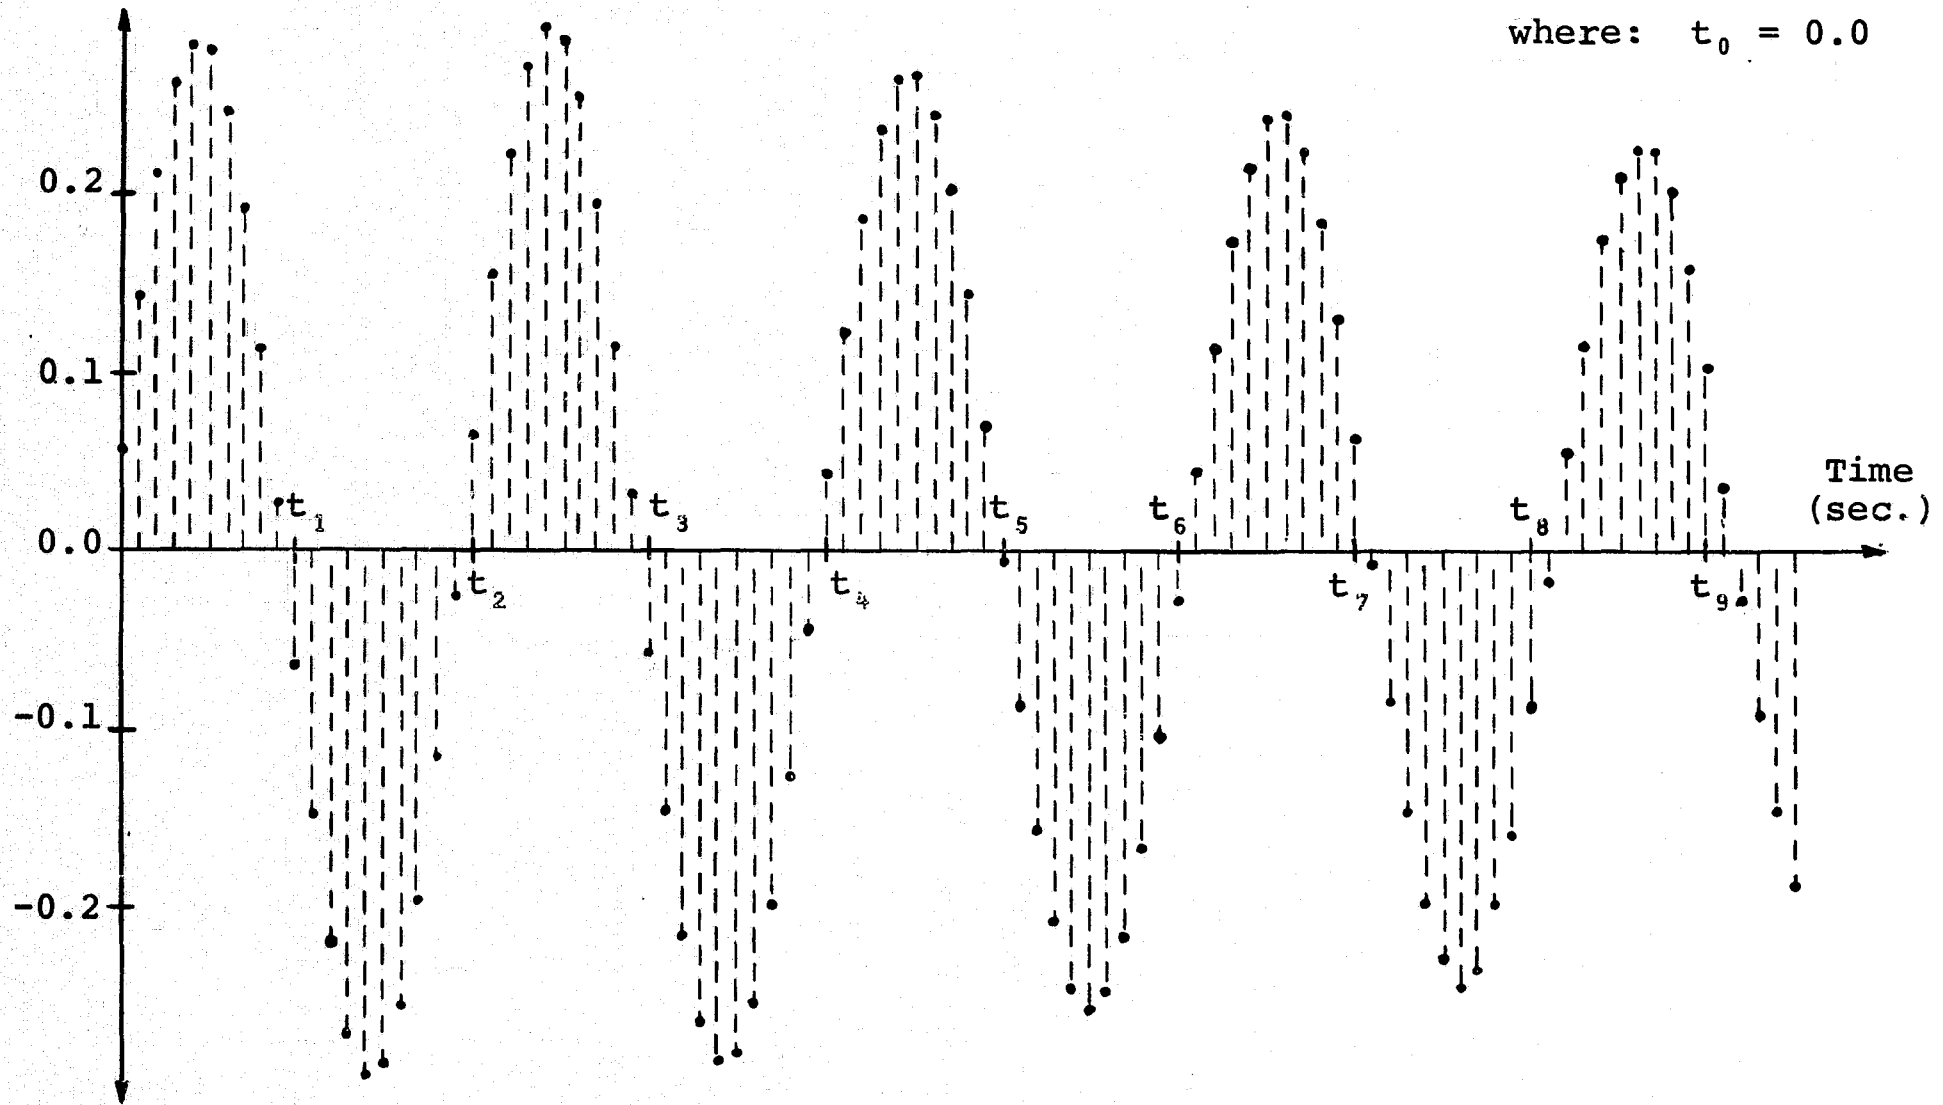 where: t₀ = 0.0
0.2
0.1
0.0
-0.1
-0.2
t₁
t₂
t₃
t₄
t₅
t₆
t₇
t₈
t₉
Time
(sec.)